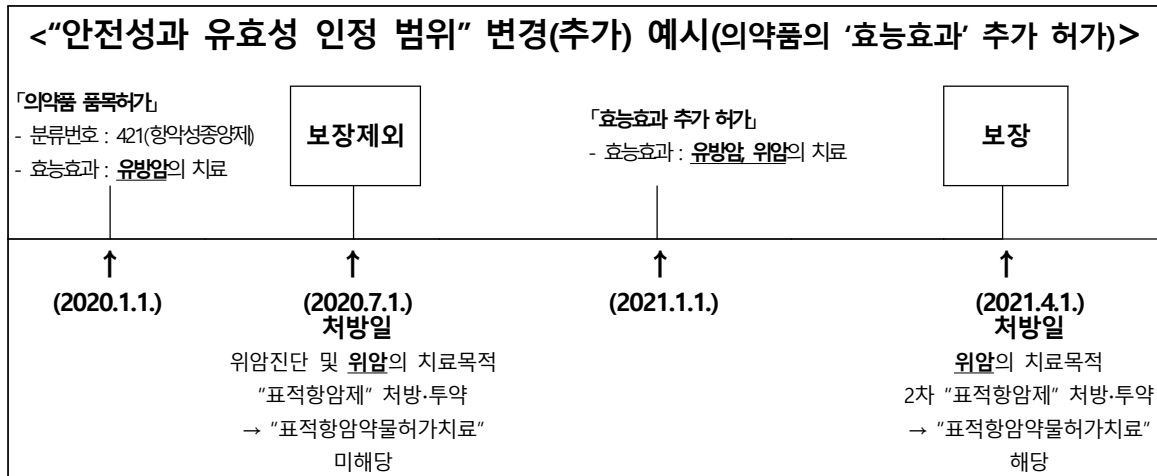 <“안전성과 유효성 인정 범위” 변경(추가) 예시(의약품의 ‘효능효과’ 추가 허가)>
「의약품 품목허가」
- 분류번호 : 421(항악성종양제)
- 효능효과 : 유방암의 치료
보장제외
「효능효과 추가 허가」
- 효능효과 : 유방암, 위암의 치료
보장
↑
(2020.1.1.)
↑
(2020.7.1.)
처방일
위암진단 및 위암의 치료목적
“표적항암제” 처방·투약
→ “표적항암약물허가치료”
미해당
↑
(2021.1.1.)
↑
(2021.4.1.)
처방일
위암의 치료목적
2차 “표적항암제” 처방·투약
→ “표적항암약물허가치료”
해당